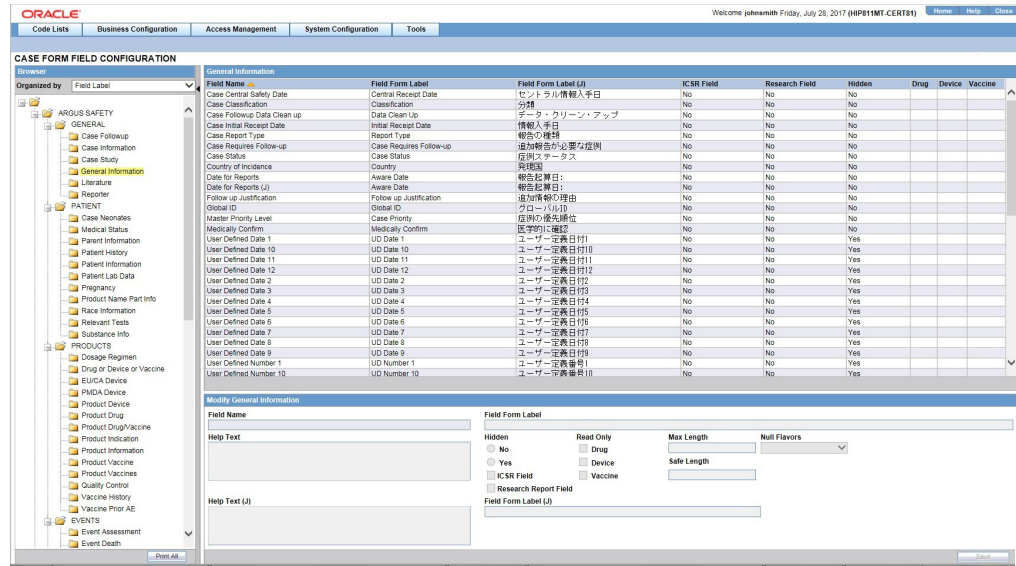 ORACLE
Welcome johnsmith Friday, July 28, 2017 (HIP811MT-CERT81) Home Help Close
Code Lists Business Configuration Access Management System Configuration Tools
CASE FORM FIELD CONFIGURATION
Browser
Organized by Field Label
ARGUS SAFETY
GENERAL
Case Followup
Case Information
Case Study
General Information
Literature
Reporter
PATIENT
Case Neonates
Medical Status
Parent Information
Patient History
Patient Information
Patient Lab Data
Pregnancy
Product Name Part Info
Race Information
Relevant Tests
Substance Info
PRODUCTS
Dosage Regimen
Drug or Device or Vaccine
EU/CA Device
PMDA Device
Product Device
Product Drug
Product Drug/Vaccine
Product Indication
Product Information
Product Vaccine
Product Vaccines
Quality Control
Vaccine History
Vaccine Prior AE
EVENTS
Event Assessment
Event Death
Print All
General Information
Field Name Field Form Label Field Form Label (J) ICSR Field Research Field Hidden Drug Device Vaccine
Case Central Safety Date Central Receipt Date セントラル情報入手日 No No No
Case Classification Classification 分類 No No No
Case Followup Data Clean up Data Clean Up データ・クリーン・アップ No No No
Case Initial Receipt Date Initial Receipt Date 情報入手日 No No No
Case Report Type Report Type 報告の種類 No No No
Case Requires Follow-up Case Requires Follow-up 追加報告が必要な症例 No No No
Case Status Case Status 症例ステータス No No No
Country of Incidence Country 発現国 No No No
Date for Reports Aware Date 報告起算日: No No No
Date for Reports (J) Aware Date 報告起算日: No No No
Follow up Justification Follow up Justification 追加情報の理由 No No No
Global ID Global ID グローバルID No No No
Master Priority Level Case Priority 症例の優先順位 No No No
Medically Confirm Medically Confirm 医学的に確認 No No No
User Defined Date 1 UD Date 1 ユーザー定義日付1 No No Yes
User Defined Date 10 UD Date 10 ユーザー定義日付10 No No Yes
User Defined Date 11 UD Date 11 ユーザー定義日付11 No No Yes
User Defined Date 12 UD Date 12 ユーザー定義日付12 No No Yes
User Defined Date 2 UD Date 2 ユーザー定義日付2 No No Yes
User Defined Date 3 UD Date 3 ユーザー定義日付3 No No Yes
User Defined Date 4 UD Date 4 ユーザー定義日付4 No No Yes
User Defined Date 5 UD Date 5 ユーザー定義日付5 No No Yes
User Defined Date 6 UD Date 6 ユーザー定義日付6 No No Yes
User Defined Date 7 UD Date 7 ユーザー定義日付7 No No Yes
User Defined Date 8 UD Date 8 ユーザー定義日付8 No No Yes
User Defined Date 9 UD Date 9 ユーザー定義日付9 No No Yes
User Defined Number 1 UD Number 1 ユーザー定義番号1 No No Yes
User Defined Number 10 UD Number 10 ユーザー定義番号10 No No Yes
Modify General Information
Field Name Field Form Label
Help Text Hidden Read Only Max Length Null Flavors
No Drug
Yes Device Safe Length
ICSR Field Vaccine
Research Report Field
Help Text (J) Field Form Label (J)
Save